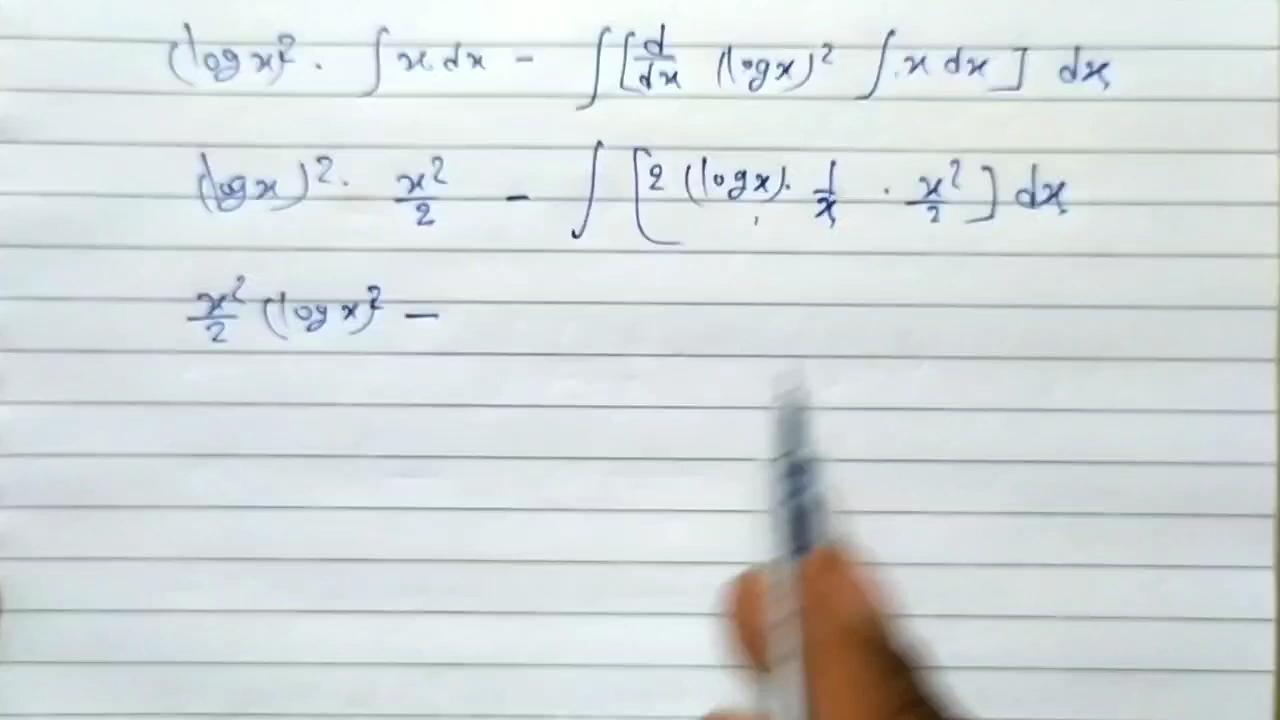 (log x)² . ∫ x dx - ∫ [d/dx (log x)² ∫ x dx ] dx
(log x)² . x²/2 - ∫ [2 (log x) . 1/x . x²/2 ] dx
x²/2 (log x)² -